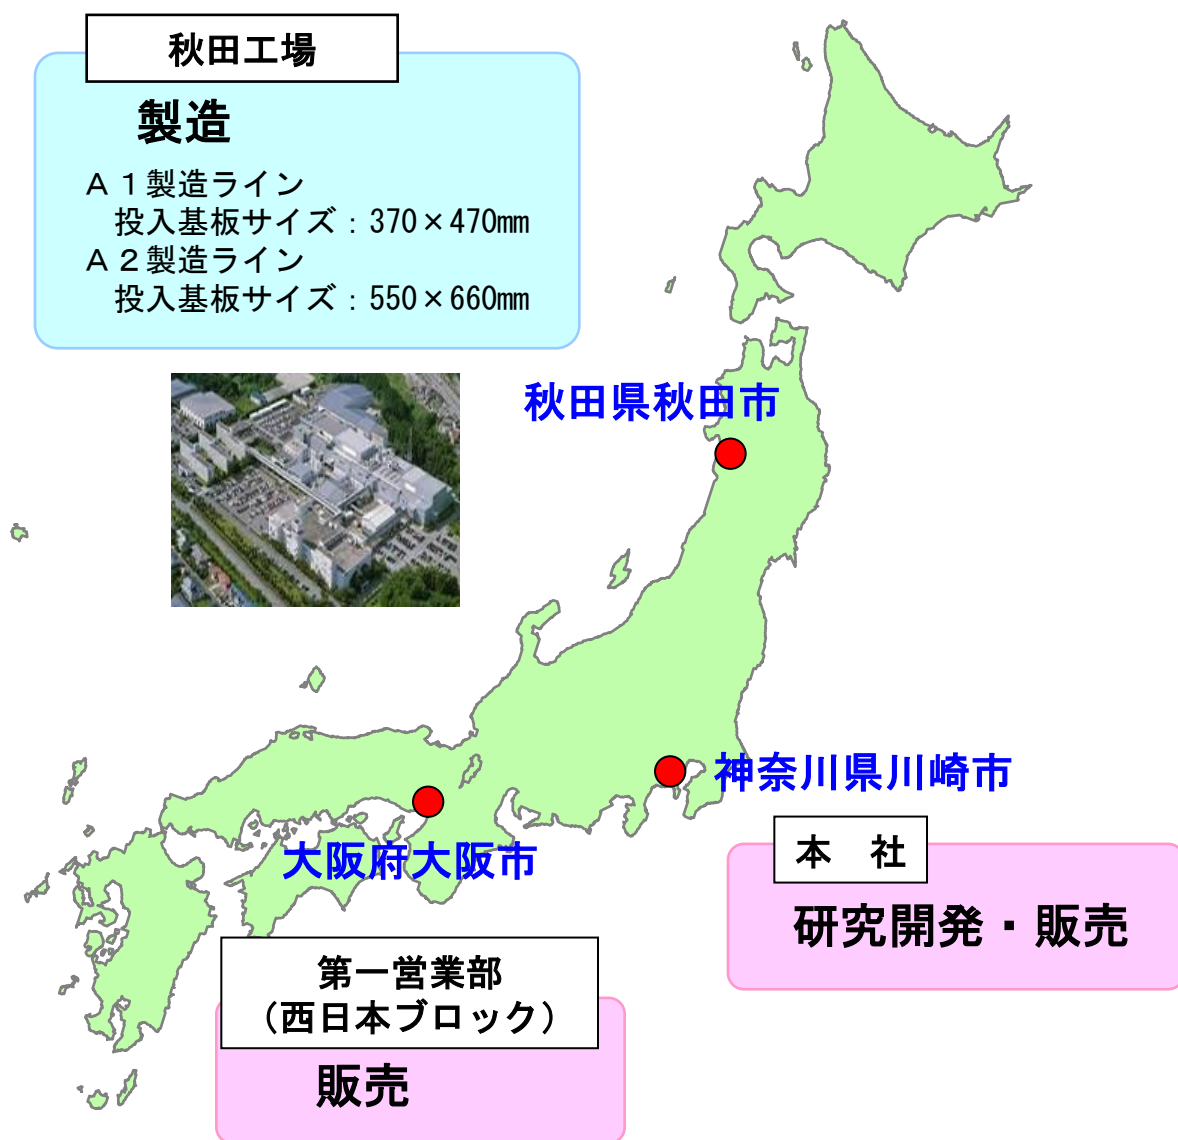 秋田工場
製造
Ａ１製造ライン
投入基板サイズ：370×470mm
Ａ２製造ライン
投入基板サイズ：550×660mm
秋田県秋田市
神奈川県川崎市
大阪府大阪市
本　社
研究開発・販売
第一営業部
（西日本ブロック）
販売